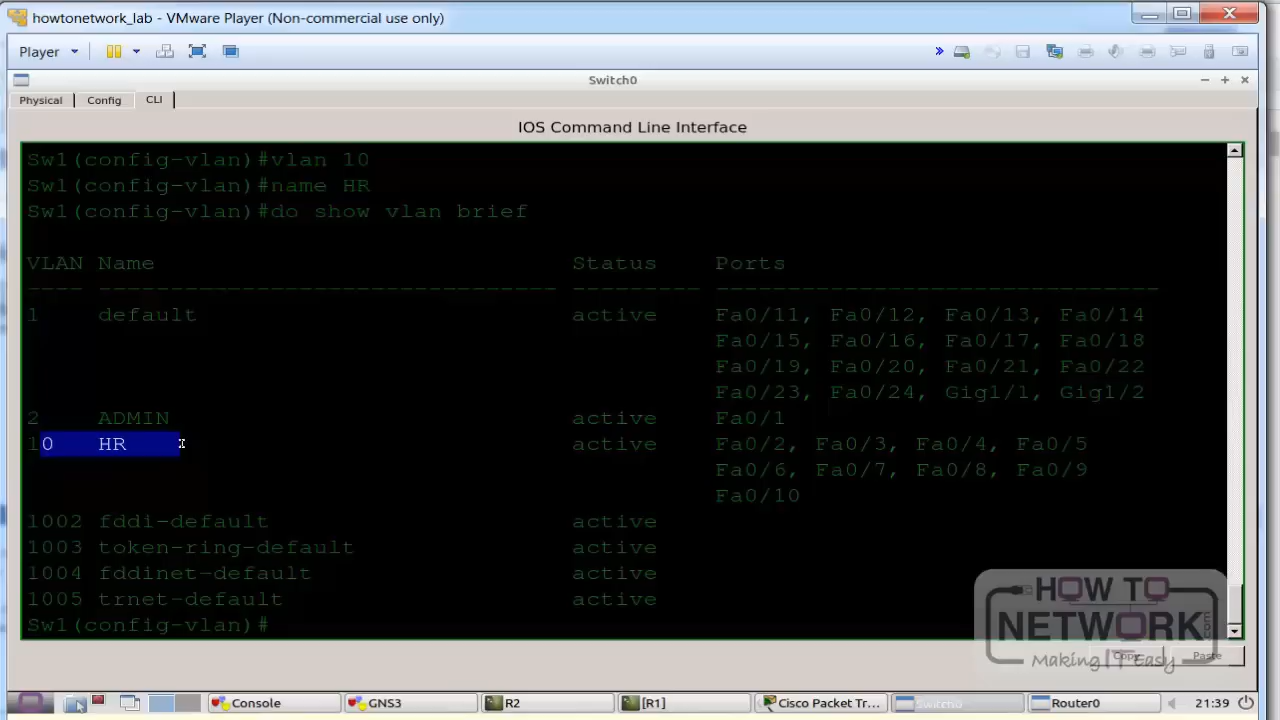 howtonetwork_lab - VMware Player (Non-commercial use only)
Player
Switch0
Physical Config CLI
IOS Command Line Interface
Sw1(config-vlan)#vlan 10
Sw1(config-vlan)#name HR
Sw1(config-vlan)#do show vlan brief
VLAN Name Status Ports
---- -------------------------------- --------- -------------------------------
1 default active Fa0/11, Fa0/12, Fa0/13, Fa0/14
Fa0/15, Fa0/16, Fa0/17, Fa0/18
Fa0/19, Fa0/20, Fa0/21, Fa0/22
Fa0/23, Fa0/24, Gig1/1, Gig1/2
2 ADMIN active Fa0/1
10 HR active Fa0/2, Fa0/3, Fa0/4, Fa0/5
Fa0/6, Fa0/7, Fa0/8, Fa0/9
Fa0/10
1002 fddi-default active
1003 token-ring-default active
1004 fddinet-default active
1005 trnet-default active
Sw1(config-vlan)#
HOW TO
NETWORK.com
Making IT Easy
Copy Paste
Console GNS3 R2 [R1] Cisco Packet Tr... Switch0 Router0 21:39